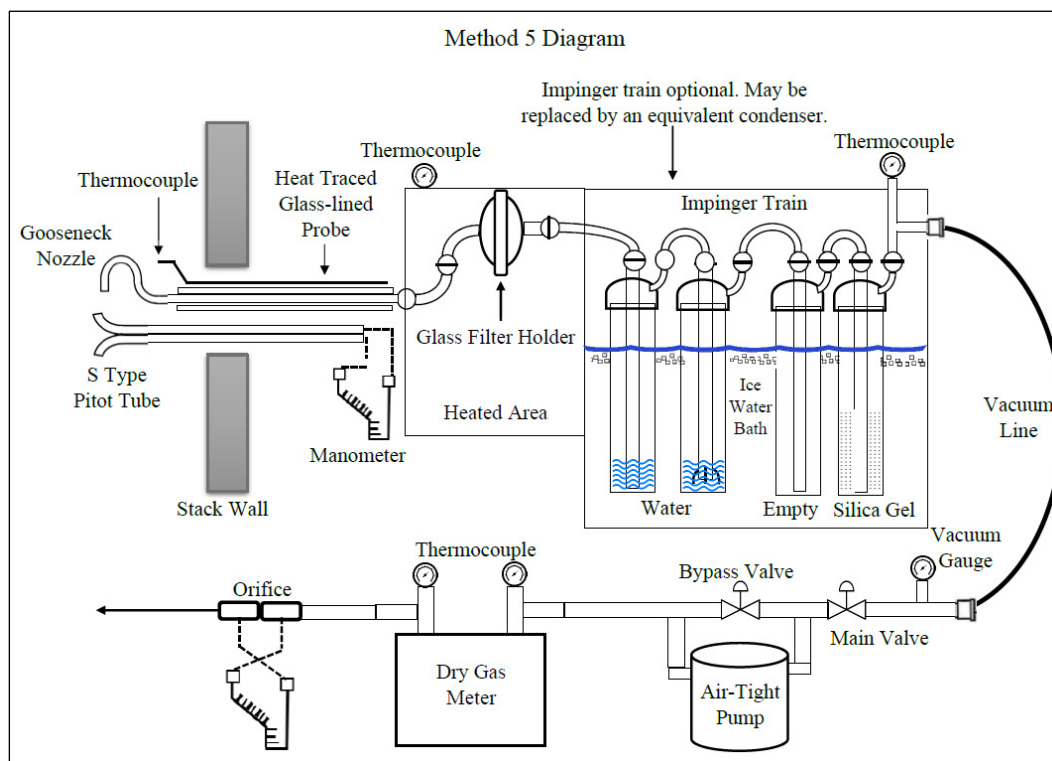 Method 5 Diagram
Impinger train optional. May be
replaced by an equivalent condenser.
Thermocouple
Thermocouple
Thermocouple
Heat Traced
Glass-lined
Probe
Impinger Train
Gooseneck
Nozzle
Glass Filter Holder
S Type
Pitot Tube
Ice
Water
Bath
Heated Area
Vacuum
Line
Manometer
Stack Wall
Water
Empty
Silica Gel
Thermocouple
Vacuum
Gauge
Bypass Valve
Orifice
Main Valve
Dry Gas
Meter
Air-Tight
Pump